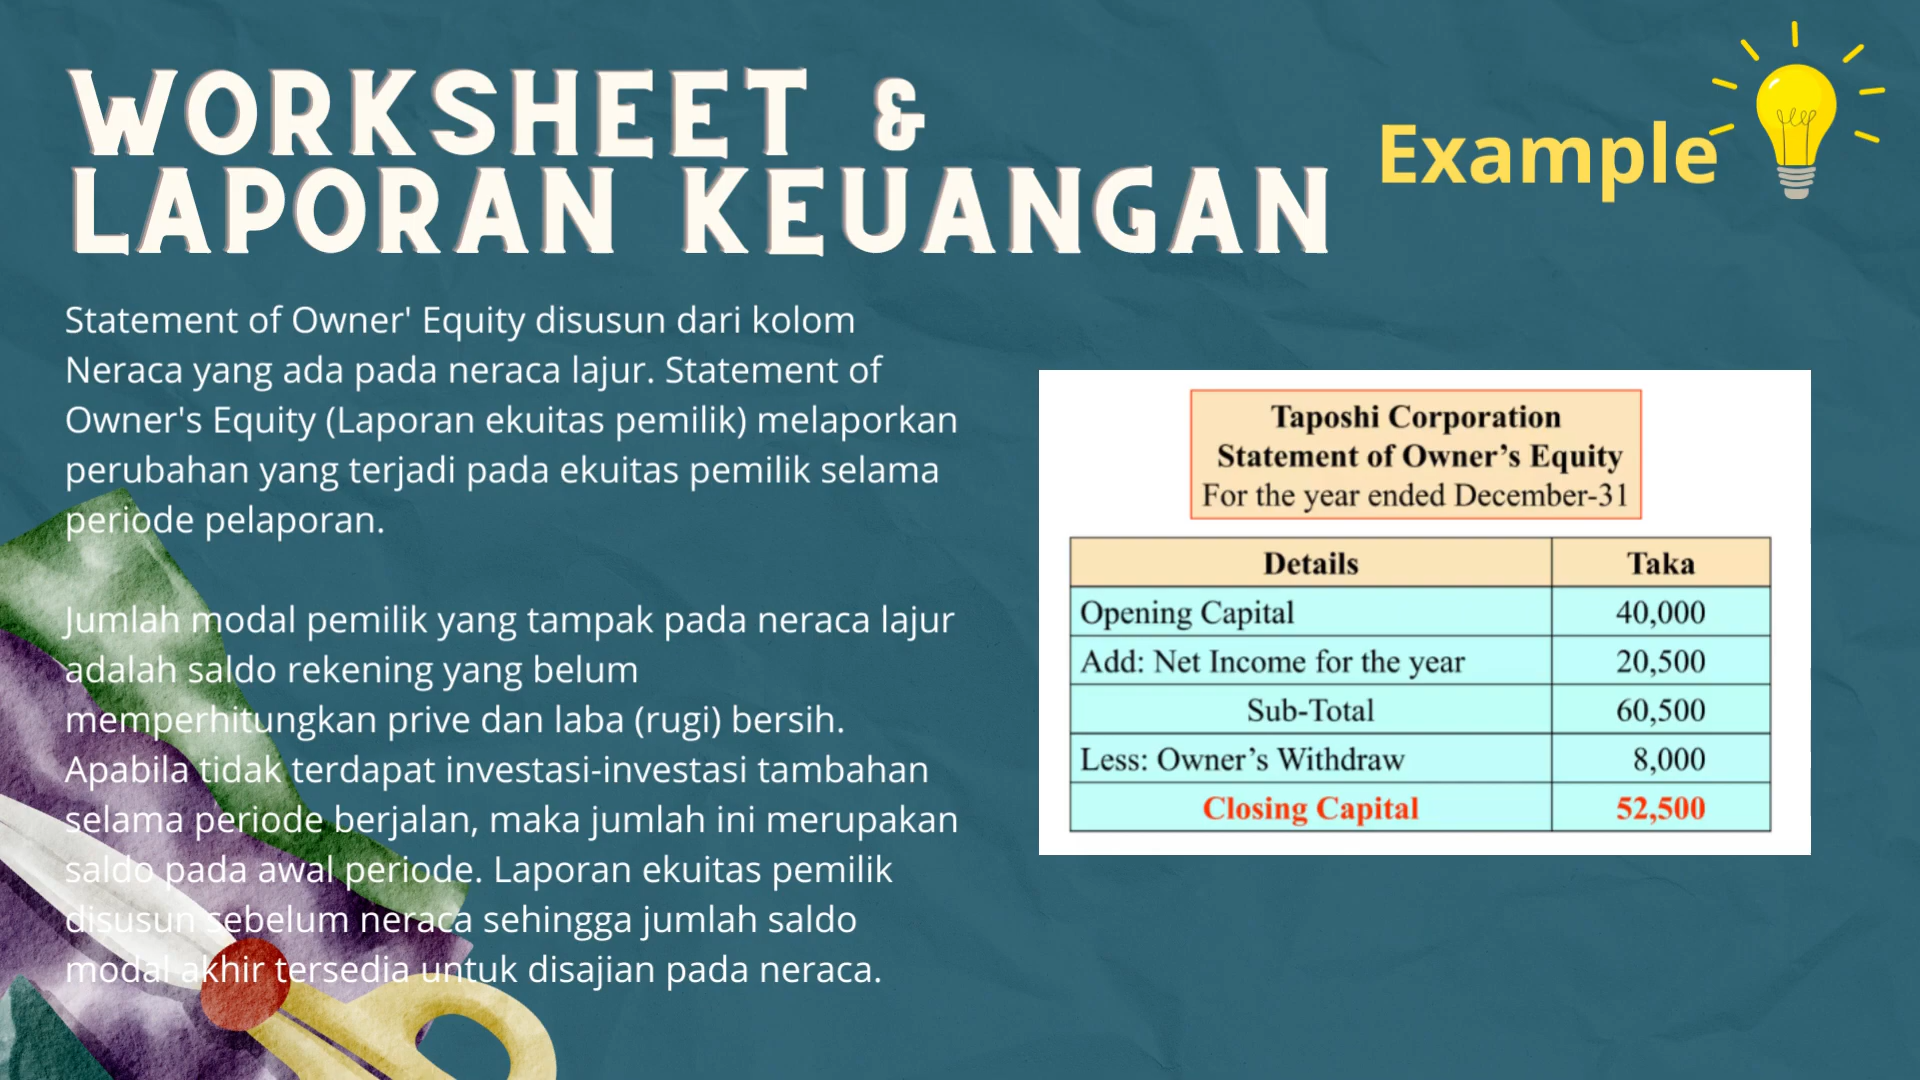 WORKSHEET &
LAPORAN KEUANGAN
Example
Statement of Owner' Equity disusun dari kolom
Neraca yang ada pada neraca lajur. Statement of
Owner's Equity (Laporan ekuitas pemilik) melaporkan
perubahan yang terjadi pada ekuitas pemilik selama
periode pelaporan.
Jumlah modal pemilik yang tampak pada neraca lajur
adalah saldo rekening yang belum
memperhitungkan prive dan laba (rugi) bersih.
Apabila tidak terdapat investasi-investasi tambahan
selama periode berjalan, maka jumlah ini merupakan
saldo pada awal periode. Laporan ekuitas pemilik
disusun sebelum neraca sehingga jumlah saldo
modal akhir tersedia untuk disajian pada neraca.
Taposhi Corporation
Statement of Owner’s Equity
For the year ended December-31
Details Taka
Opening Capital 40,000
Add: Net Income for the year 20,500
Sub-Total 60,500
Less: Owner’s Withdraw 8,000
Closing Capital 52,500